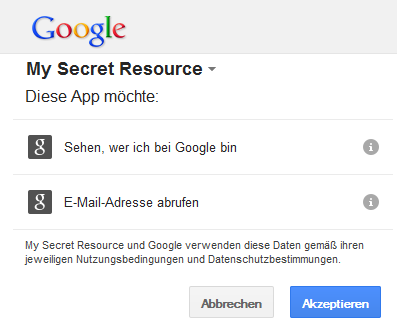 Google
My Secret Resource
Diese App möchte:
g Sehen, wer ich bei Google bin i
g E-Mail-Adresse abrufen i
My Secret Resource und Google verwenden diese Daten gemäß ihren
jeweiligen Nutzungsbedingungen und Datenschutzbestimmungen.
Abbrechen Akzeptieren